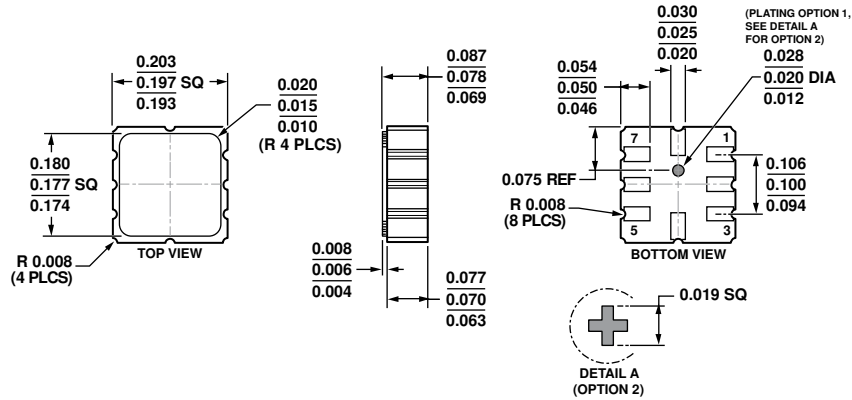 0.203
0.197 SQ
0.193
0.020
0.015
0.010
(R 4 PLCS)
0.180
0.177 SQ
0.174
R 0.008
(4 PLCS)
TOP VIEW
0.087
0.078
0.069
0.008
0.006
0.004
0.077
0.070
0.063
0.030
0.025
0.020
(PLATING OPTION 1,
SEE DETAIL A
FOR OPTION 2)
0.054
0.050
0.046
0.028
0.020 DIA
0.012
7
1
0.075 REF
0.106
0.100
0.094
R 0.008
(8 PLCS)
5
3
BOTTOM VIEW
0.019 SQ
DETAIL A
(OPTION 2)